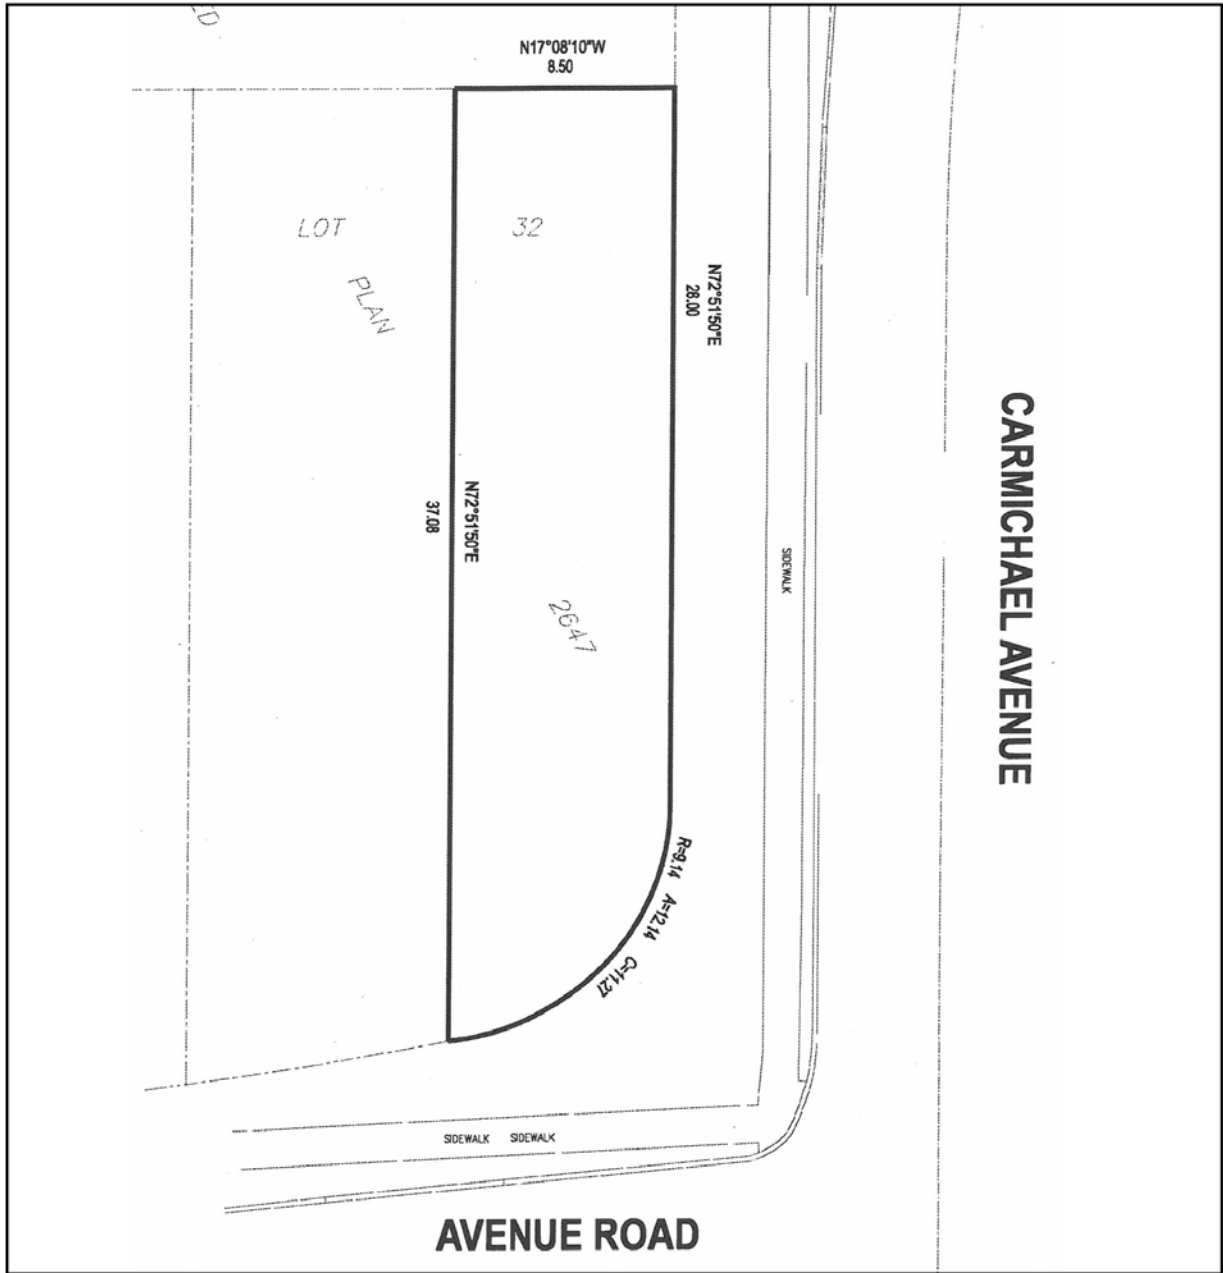 N17°08'10"W
8.50
LOT
32
PLAN
N72°51'50"E
28.00
CARMICHAEL AVENUE
N72°51'50"E
37.08
SIDEWALK
2647
R=9.14 A=12.14 C=11.27
SIDEWALK SIDEWALK
AVENUE ROAD